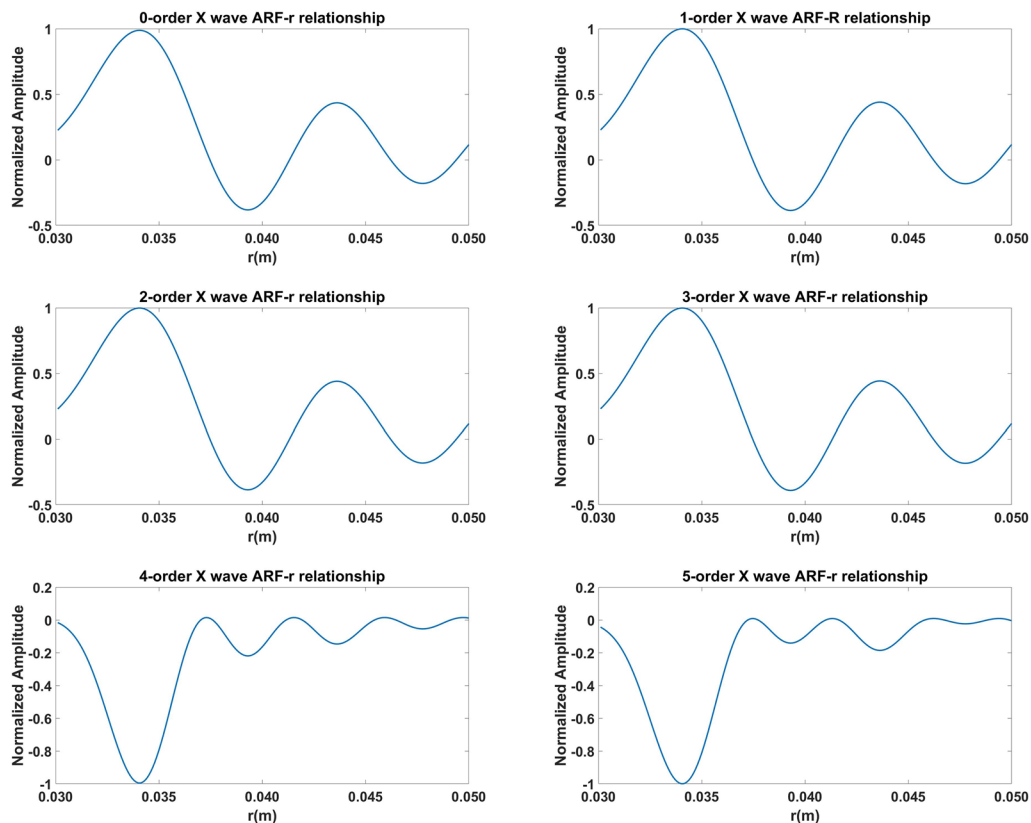 0-order X wave ARF-r relationship
Normalized Amplitude
1
0.5
0
-0.5
0.030 0.035 0.040 0.045 0.050
r(m)
1-order X wave ARF-R relationship
Normalized Amplitude
1
0.5
0
-0.5
0.030 0.035 0.040 0.045 0.050
r(m)
2-order X wave ARF-r relationship
Normalized Amplitude
1
0.5
0
-0.5
0.030 0.035 0.040 0.045 0.050
r(m)
3-order X wave ARF-r relationship
Normalized Amplitude
1
0.5
0
-0.5
0.030 0.035 0.040 0.045 0.050
r(m)
4-order X wave ARF-r relationship
Normalized Amplitude
0.2
0
-0.2
-0.4
-0.6
-0.8
-1
0.030 0.035 0.040 0.045 0.050
r(m)
5-order X wave ARF-r relationship
Normalized Amplitude
0.2
0
-0.2
-0.4
-0.6
-0.8
-1
0.030 0.035 0.040 0.045 0.050
r(m)